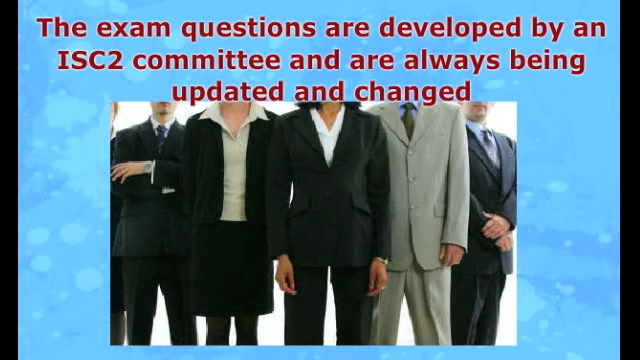 The exam questions are developed by an
ISC2 committee and are always being
updated and changed